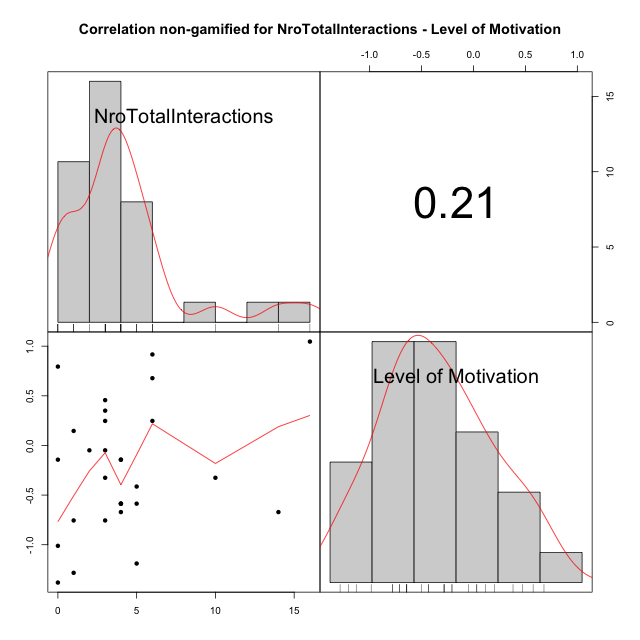 Correlation non-gamified for NroTotalInteractions - Level of Motivation
-1.0 -0.5 0.0 0.5 1.0
NroTotalInteractions
0.21
15
10
5
0
Level of Motivation
1.0
0.5
0.0
-0.5
-1.0
0 5 10 15